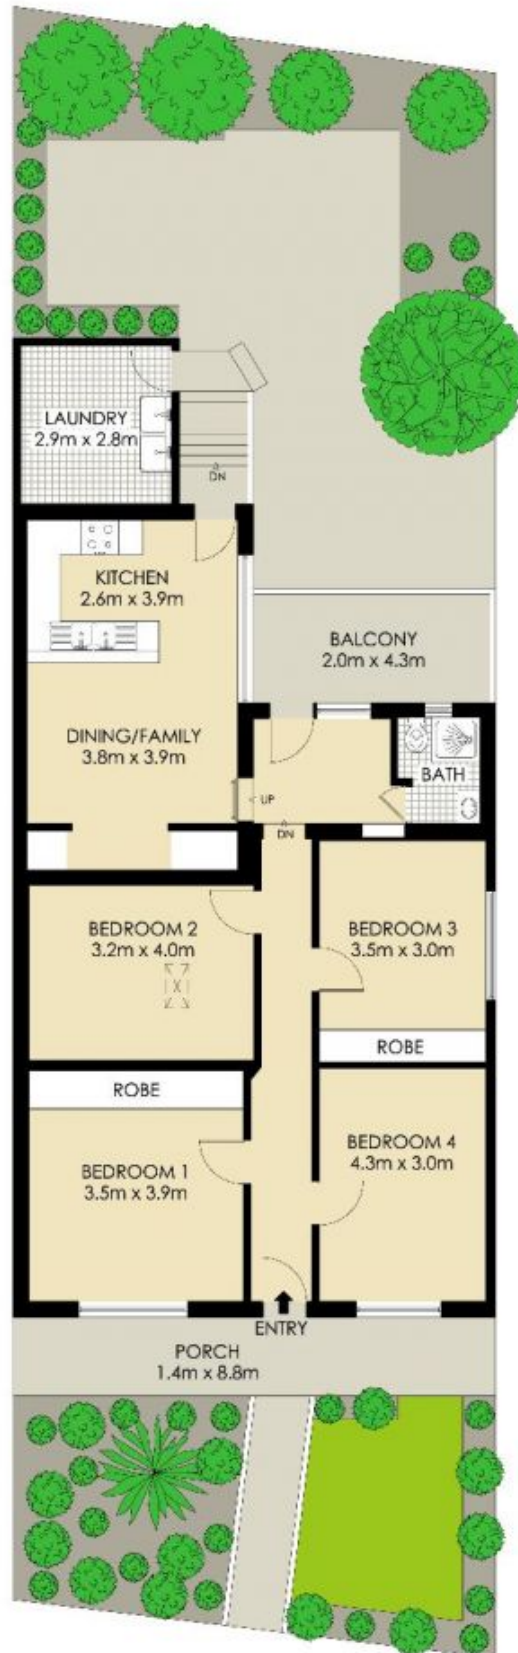 LAUNDRY
2.9m x 2.8m
DN
KITCHEN
2.6m x 3.9m
BALCONY
2.0m x 4.3m
DINING/FAMILY
3.8m x 3.9m
BATH
UP
DN
BEDROOM 2
3.2m x 4.0m
BEDROOM 3
3.5m x 3.0m
ROBE
ROBE
BEDROOM 1
3.5m x 3.9m
BEDROOM 4
4.3m x 3.0m
ENTRY
PORCH
1.4m x 8.8m